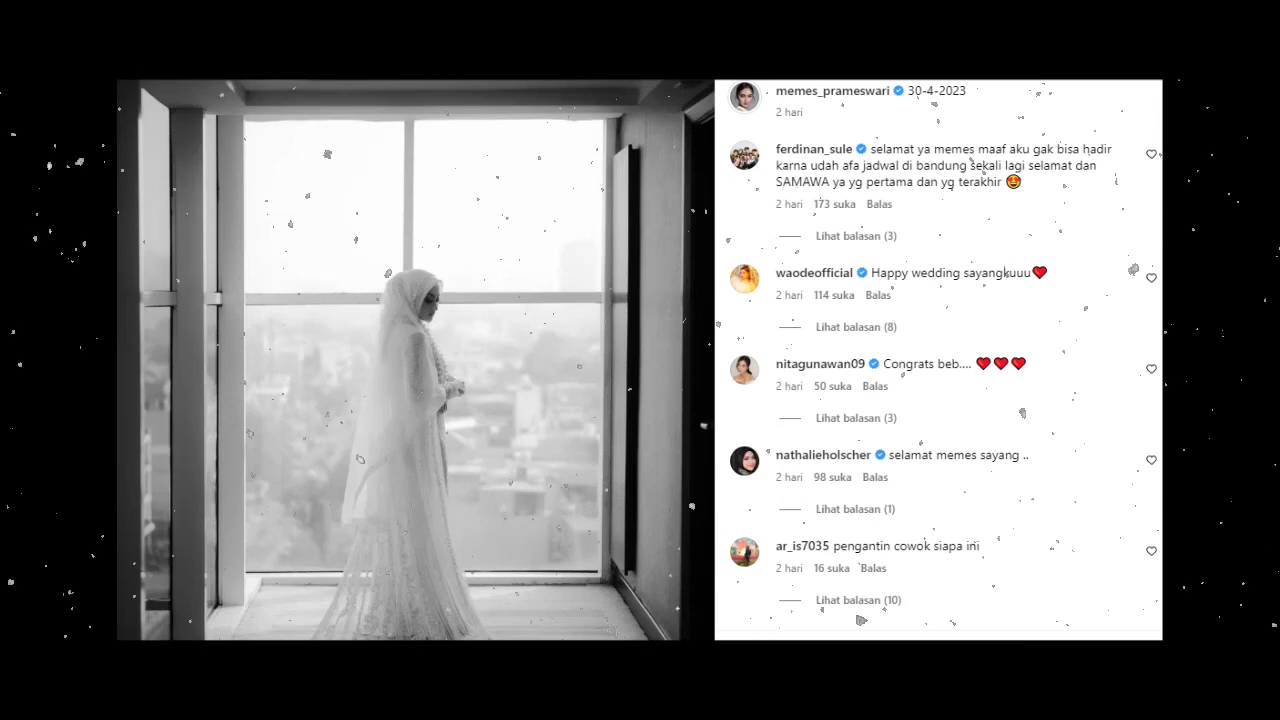 memes_prameswari 30-4-2023
2 hari
ferdinan_sule selamat ya memes maaf aku gak bisa hadir
karna udah afa jadwal di bandung sekali lagi selamat dan
SAMAWA ya yg pertama dan yg terakhir 🤩
2 hari 173 suka Balas
Lihat balasan (3)
waodeofficial Happy wedding sayangkuuu❤️
2 hari 114 suka Balas
Lihat balasan (8)
nitagunawan09 Congrats beb.... ❤️❤️❤️
2 hari 50 suka Balas
Lihat balasan (3)
nathalieholscher selamat memes sayang ..
2 hari 98 suka Balas
Lihat balasan (1)
ar_is7035 pengantin cowok siapa ini
2 hari 16 suka Balas
Lihat balasan (10)